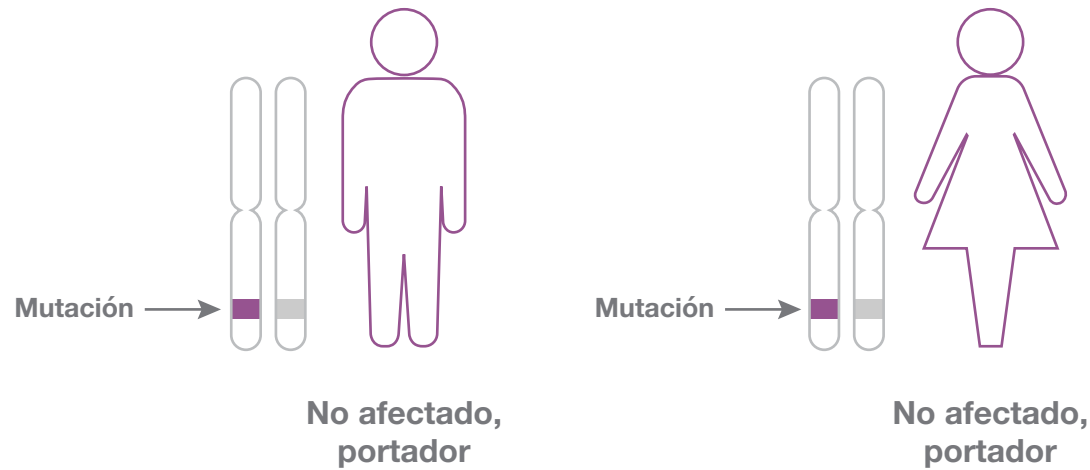 Mutación
Mutación
No afectado,
portador
No afectado,
portador